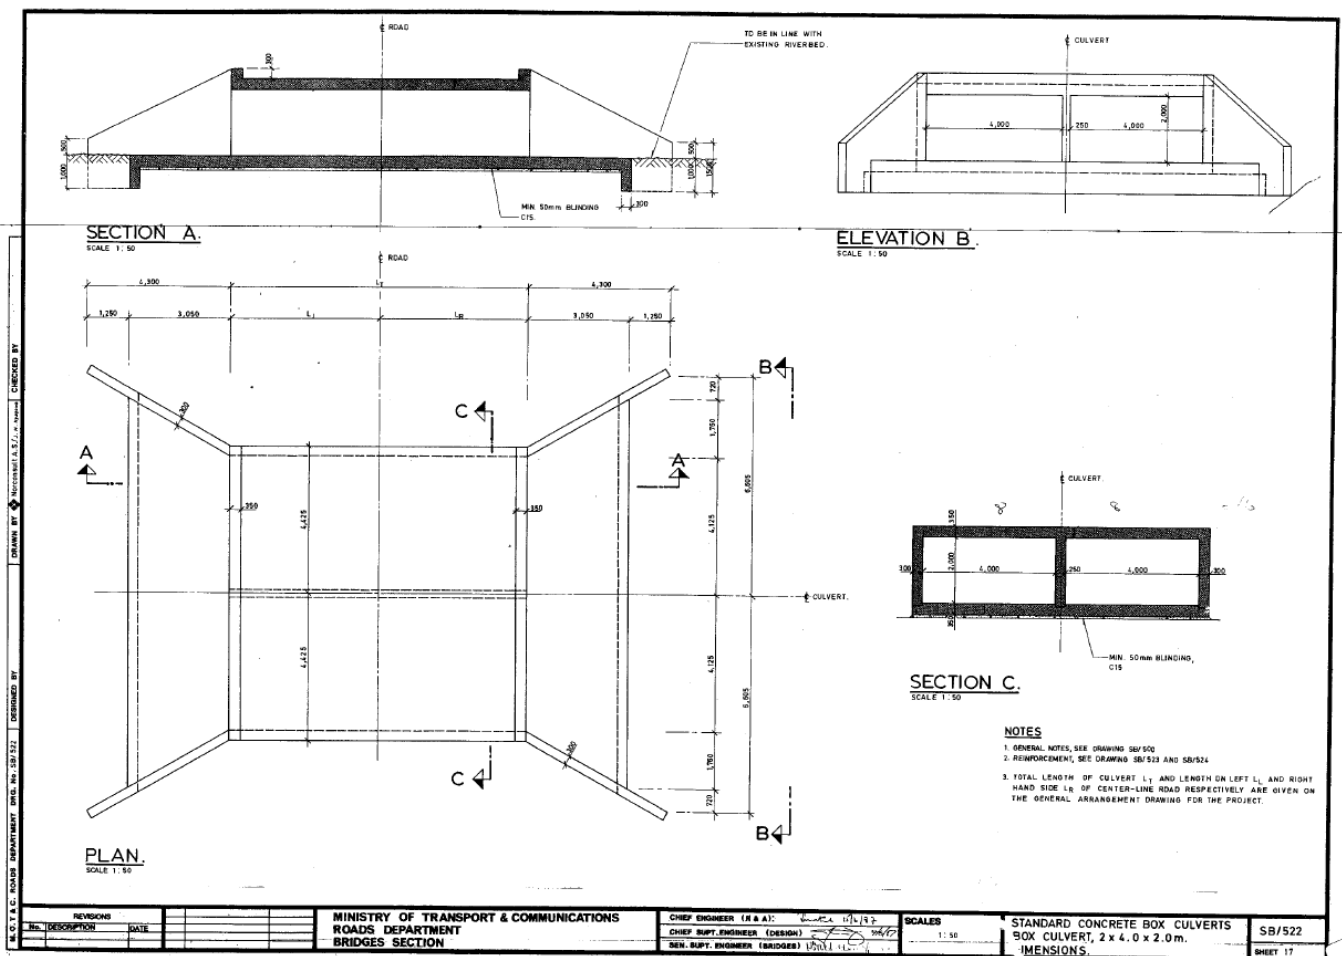 ℄ ROAD
300
500
1,000
TO BE IN LINE WITH
EXISTING RIVERBED.
500
1,000
1500
MIN. 50mm BLINDING
C15.
300
SECTION A.
SCALE 1:50
℄ CULVERT
4,000
250
4,000
2,000
ELEVATION B.
SCALE 1:50
℄ ROAD
4,300
LT
4,300
1,250
3,050
LL
LR
3,050
1,250
300
C
A
350
350
4,425
4,425
A
B
720
1,750
6,605
4,125
℄ CULVERT.
4,125
6,605
1,750
720
300
C
B
PLAN.
SCALE 1:50
℄ CULVERT.
350
300
2,000
4,000
250
4,000
300
350
MIN. 50mm BLINDING,
C15
SECTION C.
SCALE 1:50
NOTES
1. GENERAL NOTES, SEE DRAWING SB/500
2. REINFORCEMENT, SEE DRAWING SB/523 AND SB/524
3. TOTAL LENGTH OF CULVERT LT AND LENGTH ON LEFT LL AND RIGHT
HAND SIDE LR OF CENTER-LINE ROAD RESPECTIVELY ARE GIVEN ON
THE GENERAL ARRANGEMENT DRAWING FOR THE PROJECT.
CHECKED BY
DRAWN BY Norconsult A.S.
DESIGNED BY
M.O.T & C. ROADS DEPARTMENT DRG. No. SB/522
REVISIONS
No. DESCRIPTION DATE
MINISTRY OF TRANSPORT & COMMUNICATIONS
ROADS DEPARTMENT
BRIDGES SECTION
CHIEF ENGINEER (R & A):
CHIEF SUPT. ENGINEER (DESIGN)
SEN. SUPT. ENGINEER (BRIDGES)
SCALES
1:50
STANDARD CONCRETE BOX CULVERTS
BOX CULVERT, 2 x 4.0 x 2.0m.
IMENSIONS.
SB/522
SHEET 17